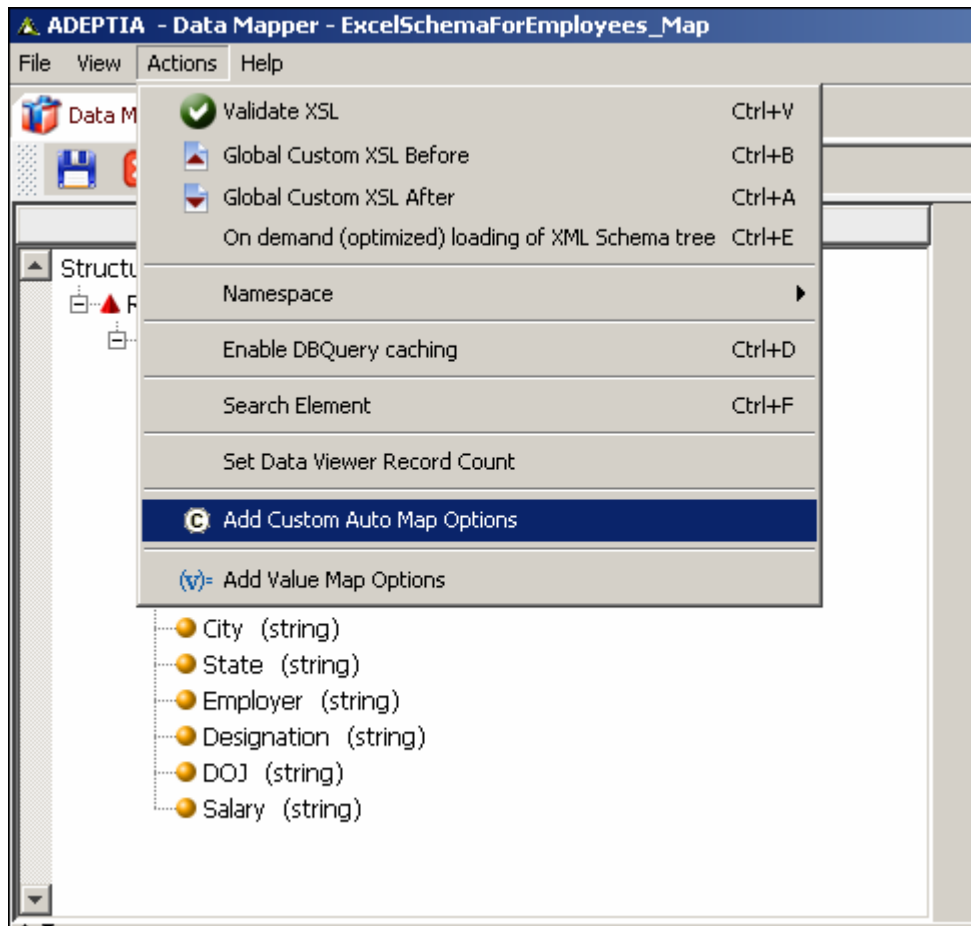 ADEPTIA - Data Mapper - ExcelSchemaForEmployees_Map
File View Actions Help
Data M
Validate XSL Ctrl+V
Global Custom XSL Before Ctrl+B
Global Custom XSL After Ctrl+A
On demand (optimized) loading of XML Schema tree Ctrl+E
Namespace
Enable DBQuery caching Ctrl+D
Search Element Ctrl+F
Set Data Viewer Record Count
Add Custom Auto Map Options
(v)= Add Value Map Options
Structu
R
City (string)
State (string)
Employer (string)
Designation (string)
DOJ (string)
Salary (string)